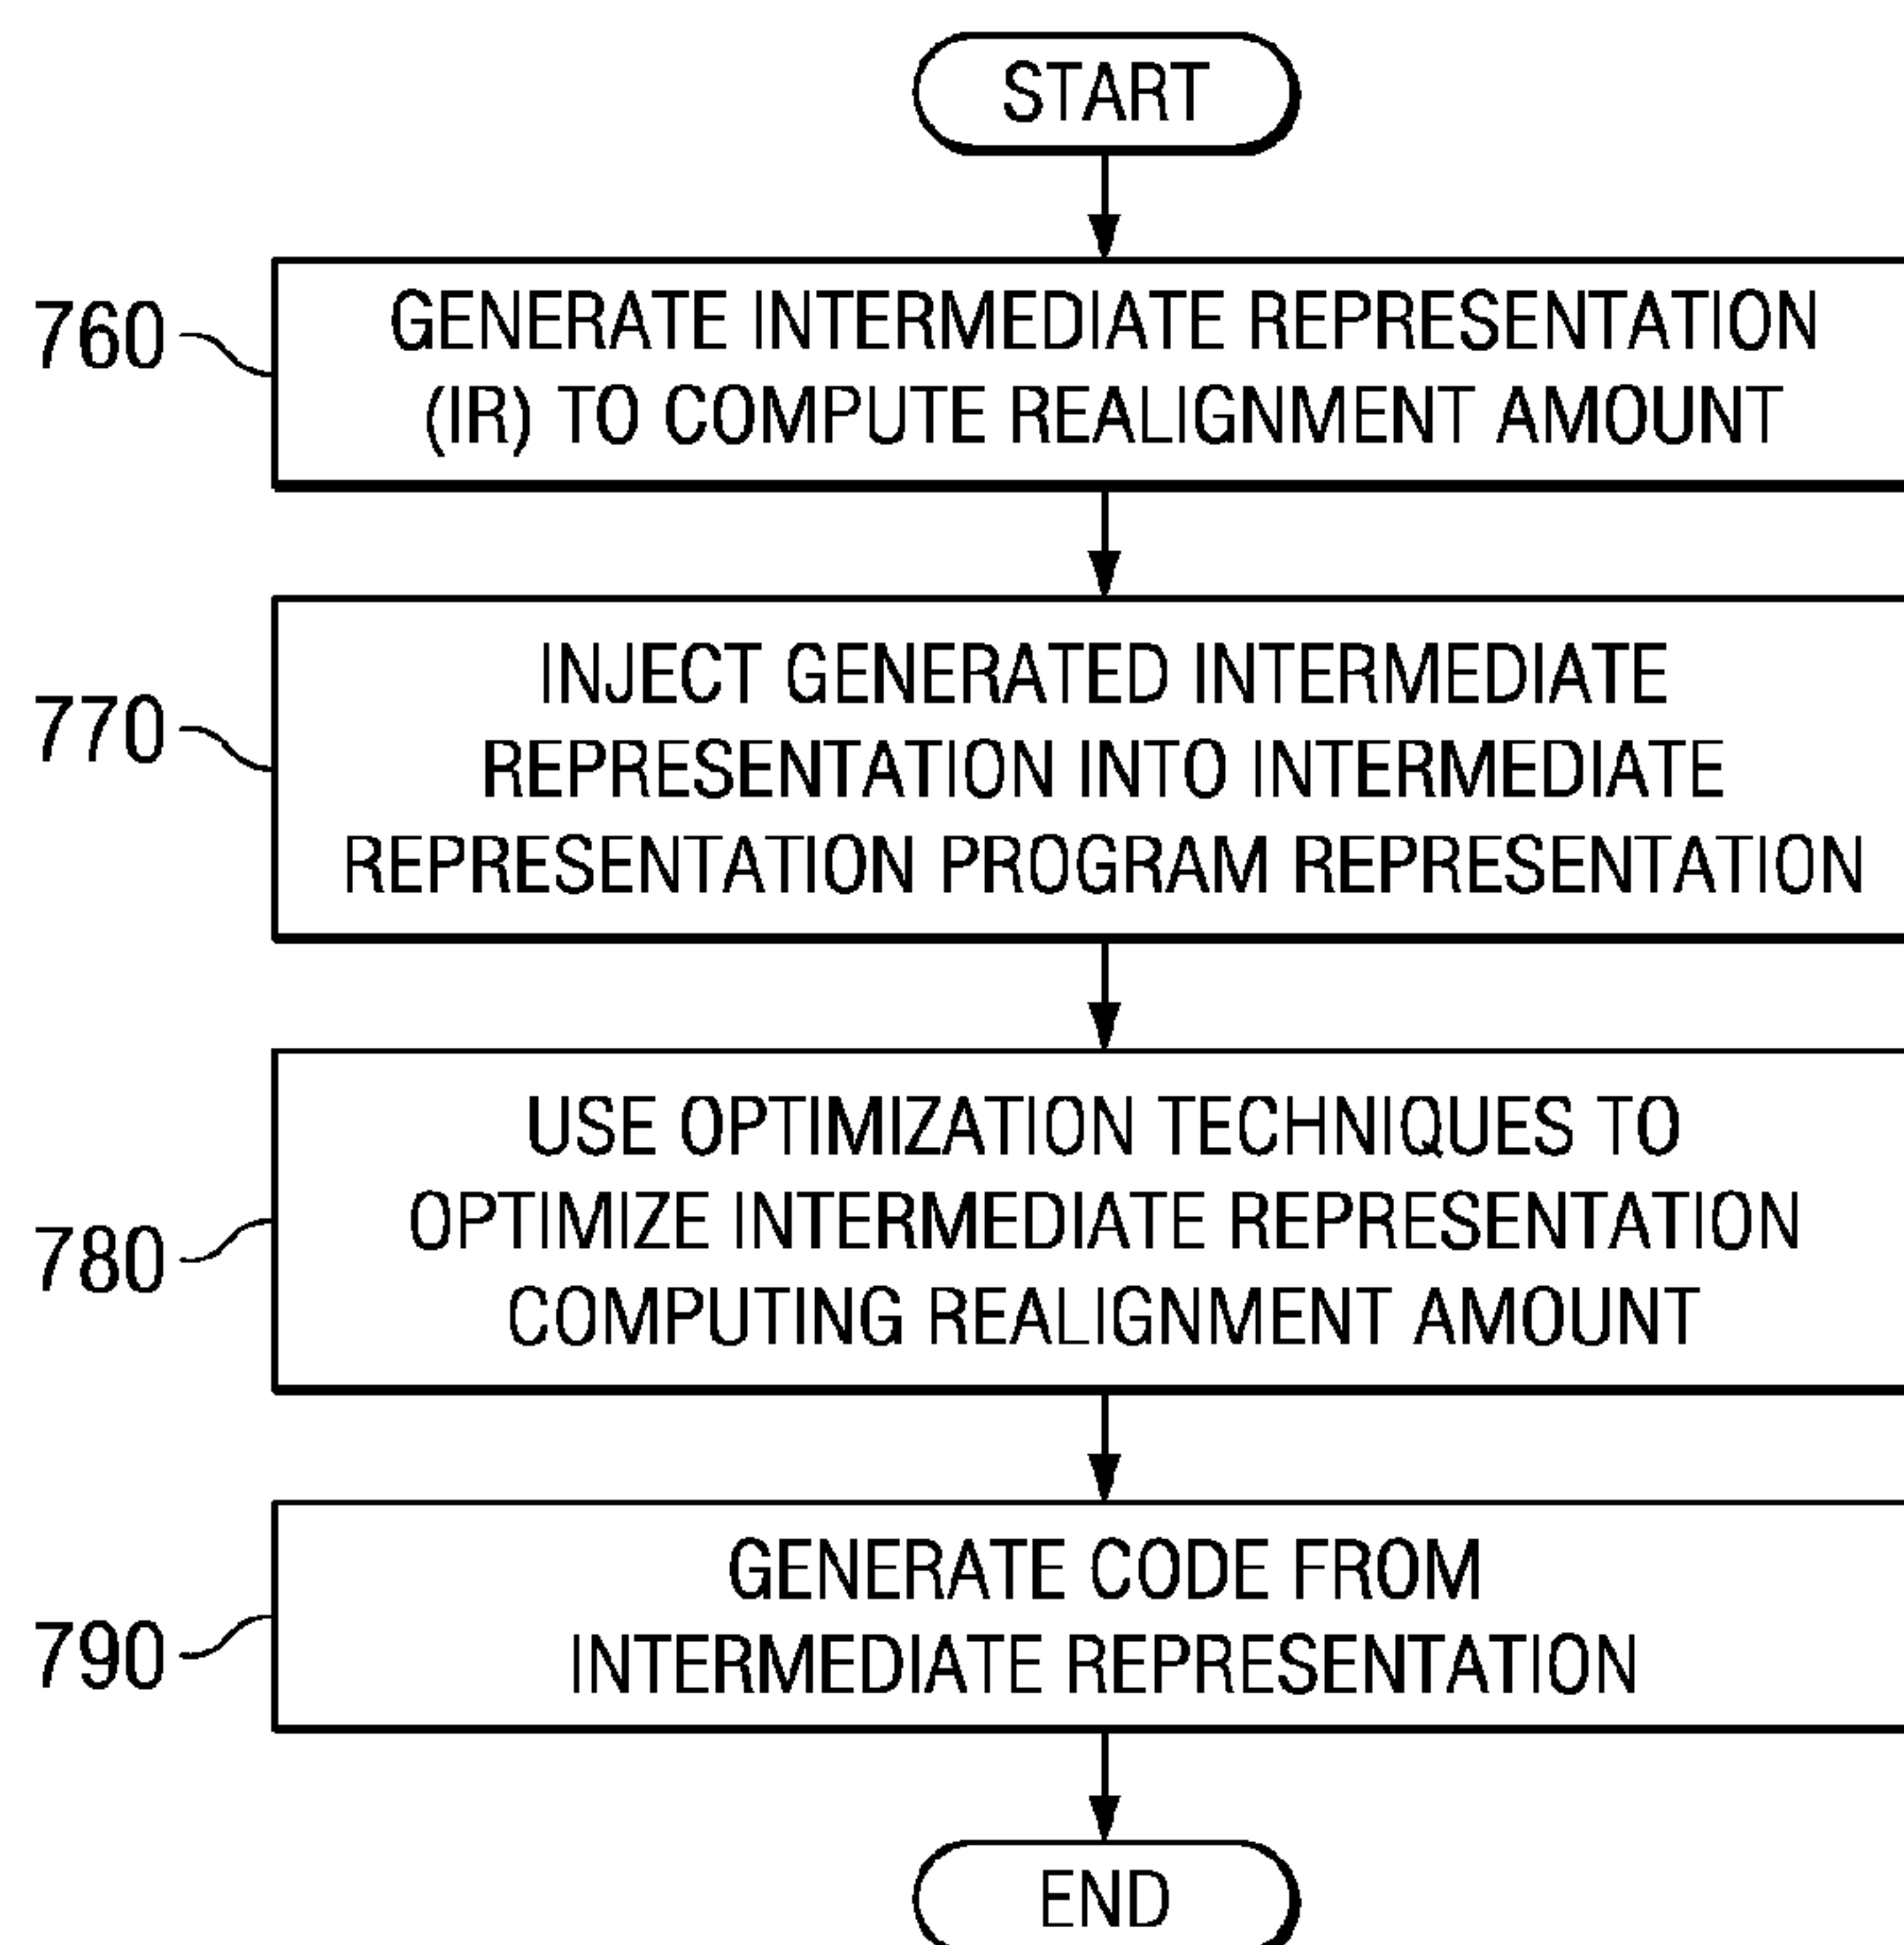 START
760
GENERATE INTERMEDIATE REPRESENTATION
(IR) TO COMPUTE REALIGNMENT AMOUNT
770
INJECT GENERATED INTERMEDIATE
REPRESENTATION INTO INTERMEDIATE
REPRESENTATION PROGRAM REPRESENTATION
780
USE OPTIMIZATION TECHNIQUES TO
OPTIMIZE INTERMEDIATE REPRESENTATION
COMPUTING REALIGNMENT AMOUNT
790
GENERATE CODE FROM
INTERMEDIATE REPRESENTATION
END